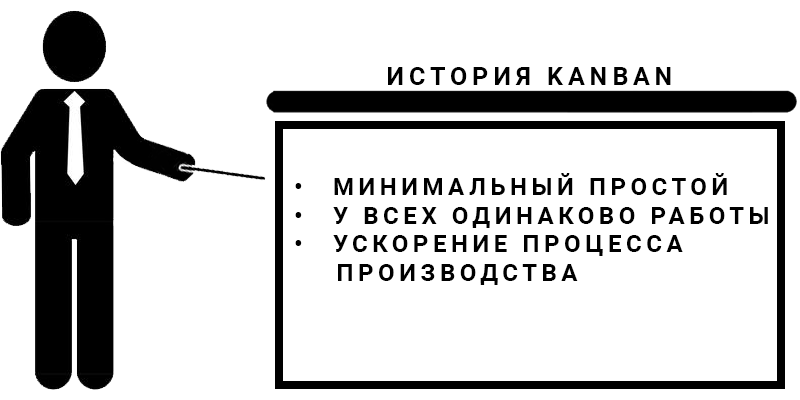 ИСТОРИЯ KANBAN
• МИНИМАЛЬНЫЙ ПРОСТОЙ
• У ВСЕХ ОДИНАКОВО РАБОТЫ
• УСКОРЕНИЕ ПРОЦЕССА
ПРОИЗВОДСТВА